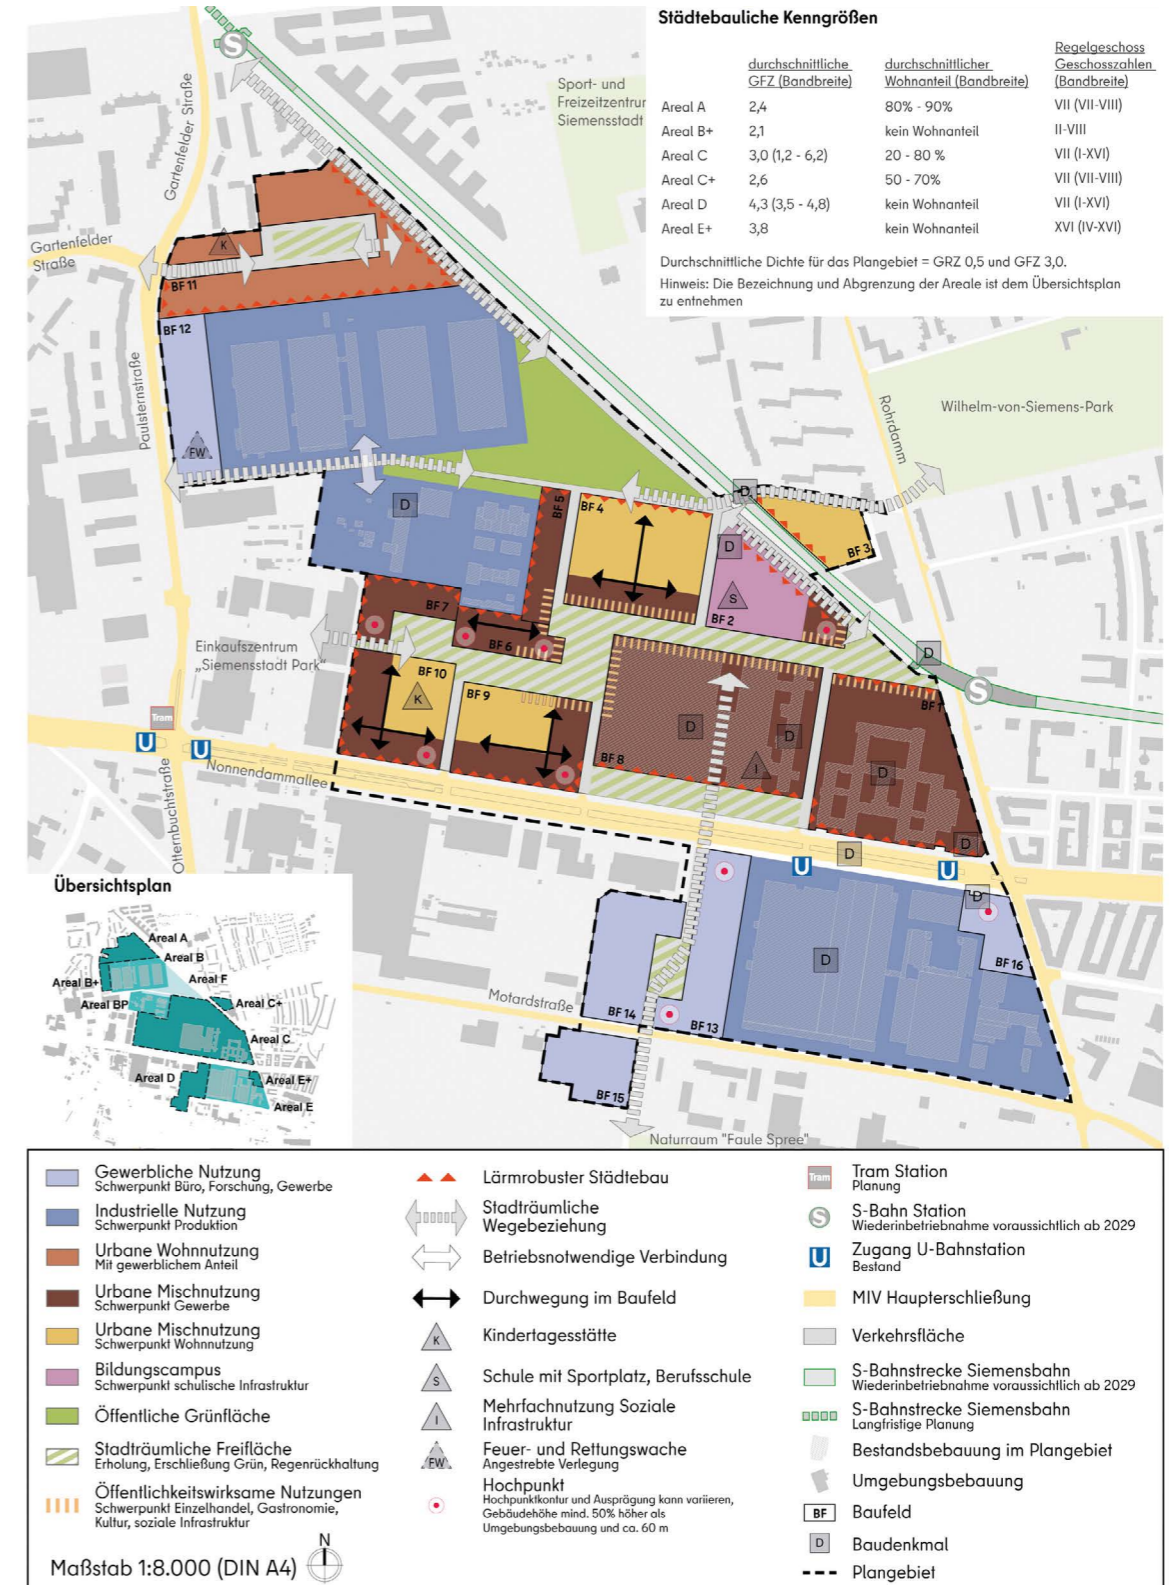 Städtebauliche Kenngrößen
durchschnittliche GFZ (Bandbreite)
durchschnittlicher Wohnanteil (Bandbreite)
Regelgeschoss Geschosszahlen (Bandbreite)
Areal A 2,4 80% - 90% VII (VII-VIII)
Areal B+ 2,1 kein Wohnanteil II-VIII
Areal C 3,0 (1,2 - 6,2) 20 - 80 % VII (I-XVI)
Areal C+ 2,6 50 - 70% VII (VII-VIII)
Areal D 4,3 (3,5 - 4,8) kein Wohnanteil VII (I-XVI)
Areal E+ 3,8 kein Wohnanteil XVI (IV-XVI)
Durchschnittliche Dichte für das Plangebiet = GRZ 0,5 und GFZ 3,0.
Hinweis: Die Bezeichnung und Abgrenzung der Areale ist dem Übersichtsplan
zu entnehmen
S
Gartenfelder Straße
Sport- und
Freizeitzentrum
Siemensstadt
Gartenfelder
Straße
K
BF 11
BF 12
Paulsternstraße
FW
Rohrdamm
Wilhelm-von-Siemens-Park
D
D
BF 5
BF 4
D
BF 3
S
BF 2
BF 7
BF 6
Einkaufszentrum
„Siemensstadt Park"
BF 10
K
BF 9
D
S
BF 1
D
D
BF 8
I
D
Tram
U
U
Nonnendammallee
Ottenbuchtstraße
D
D
U
U
D
BF 16
D
Motardstraße
BF 14
BF 13
BF 15
Naturraum "Faule Spree"
Übersichtsplan
Areal A
Areal B
Areal B+
Areal F
Areal BP
Areal C+
Areal C
Areal D
Areal E+
Areal E
Gewerbliche Nutzung
Schwerpunkt Büro, Forschung, Gewerbe
Industrielle Nutzung
Schwerpunkt Produktion
Urbane Wohnnutzung
Mit gewerblichem Anteil
Urbane Mischnutzung
Schwerpunkt Gewerbe
Urbane Mischnutzung
Schwerpunkt Wohnnutzung
Bildungscampus
Schwerpunkt schulische Infrastruktur
Öffentliche Grünfläche
Stadträumliche Freifläche
Erholung, Erschließung Grün, Regenrückhaltung
Öffentlichkeitswirksame Nutzungen
Schwerpunkt Einzelhandel, Gastronomie,
Kultur, soziale Infrastruktur
Maßstab 1:8.000 (DIN A4)
N
Lärmrobuster Städtebau
Stadträumliche
Wegebeziehung
Betriebsnotwendige Verbindung
Durchwegung im Baufeld
K Kindertagesstätte
S Schule mit Sportplatz, Berufsschule
I Mehrfachnutzung Soziale
Infrastruktur
FW Feuer- und Rettungswache
Angestrebte Verlegung
Hochpunkt
Hochpunktkontur und Ausprägung kann variieren,
Gebäudehöhe mind. 50% höher als
Umgebungsbebauung und ca. 60 m
Tram Tram Station
Planung
S S-Bahn Station
Wiederinbetriebnahme voraussichtlich ab 2029
U Zugang U-Bahnstation
Bestand
MIV Haupterschließung
Verkehrsfläche
S-Bahnstrecke Siemensbahn
Wiederinbetriebnahme voraussichtlich ab 2029
S-Bahnstrecke Siemensbahn
Langfristige Planung
Bestandsbebauung im Plangebiet
Umgebungsbebauung
BF Baufeld
D Baudenkmal
Plangebiet